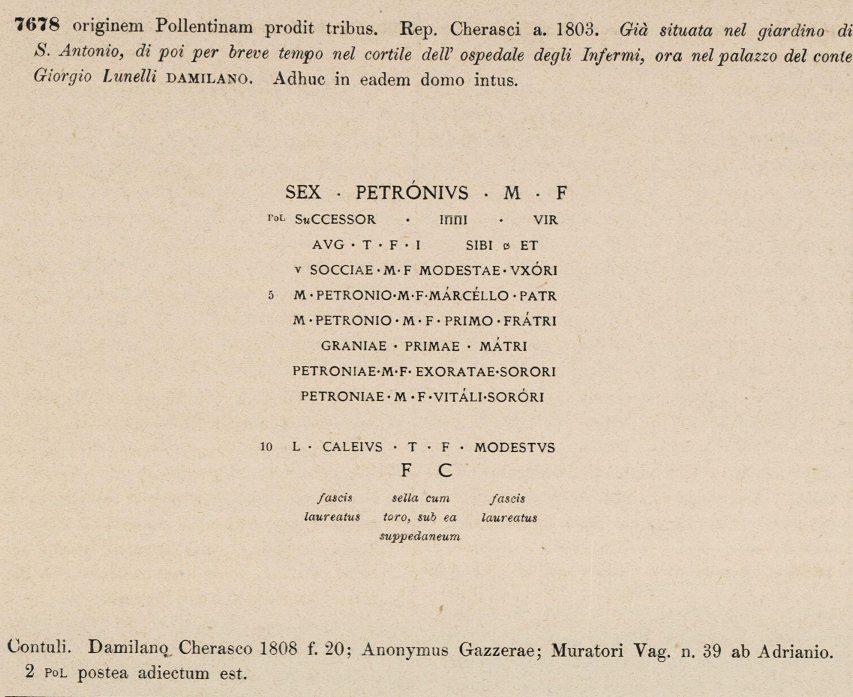 7678 originem Pollentinam prodit tribus. Rep. Cherasci a. 1803. Già situata nel giardino di
S. Antonio, di poi per breve tempo nel cortile dell' ospedale degli Infermi, ora nel palazzo del conte
Giorgio Lunelli DAMILANO. Adhuc in eadem domo intus.
SEX · PETRÓNIVS · M · F
POL SuCCESSOR · IIIIII · VIR
AVG · T · F · I SIBI ET
V SOCCIAE · M · F MODESTAE · VXÓRI
5 M · PETRONIO · M · F · MÁRCÉLLO · PATR
M · PETRONIO · M · F · PRIMO · FRÁTRI
GRANIAE · PRIMAE · MÁTRI
PETRONIAE · M · F · EXORATAE · SORORI
PETRONIAE · M · F · VITÁLI · SORÓRI
10 L · CALEIVS · T · F · MODESTVS
F C
fascis sella cum fascis
laureatus toro, sub ea laureatus
suppedaneum
Contuli. Damilano Cherasco 1808 f. 20; Anonymus Gazzerae; Muratori Vag. n. 39 ab Adrianio.
2 POL postea adiectum est.